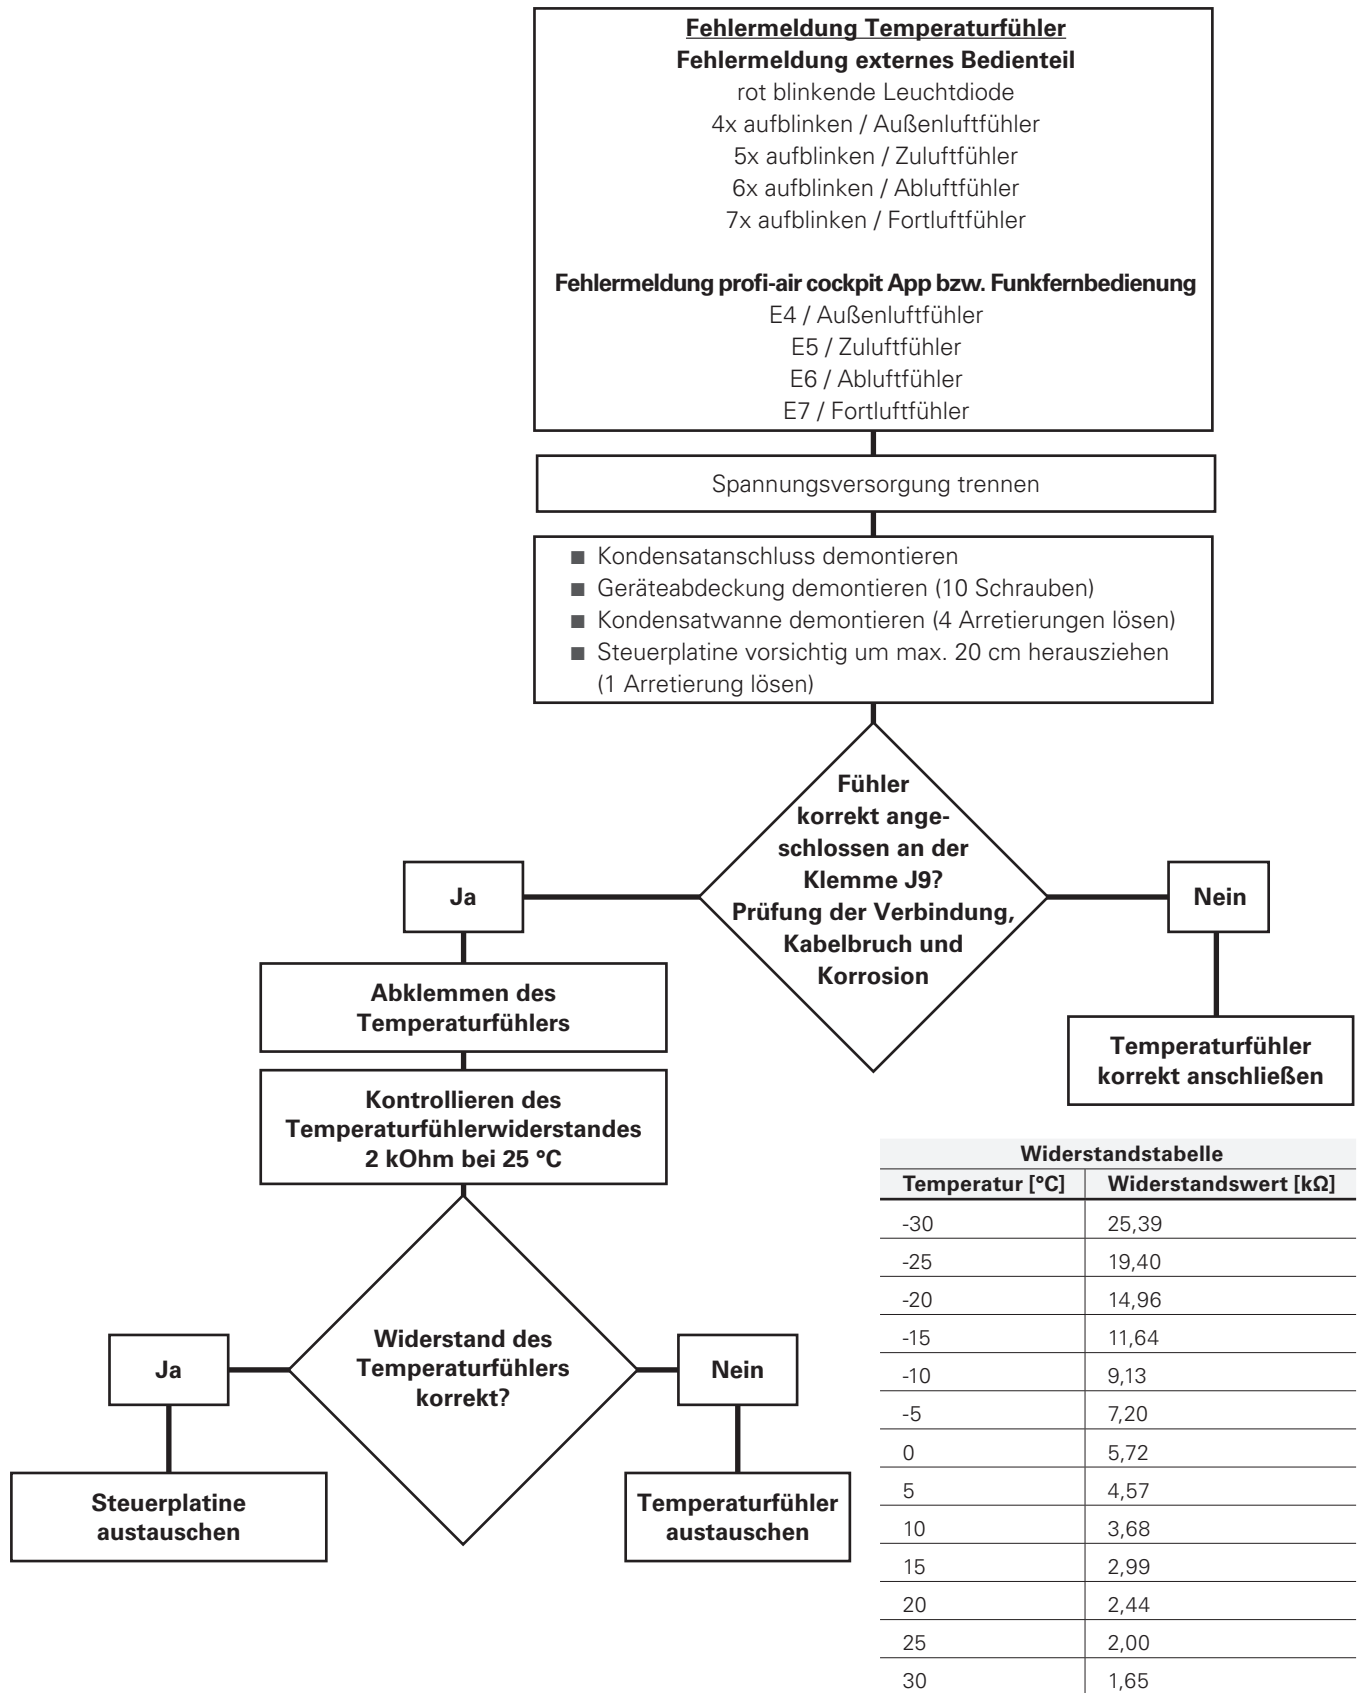 Fehlermeldung Temperaturfühler
Fehlermeldung externes Bedienteil
rot blinkende Leuchtdiode
4x aufblinken / Außenluftfühler
5x aufblinken / Zuluftfühler
6x aufblinken / Abluftfühler
7x aufblinken / Fortluftfühler
Fehlermeldung profi-air cockpit App bzw. Funkfernbedienung
E4 / Außenluftfühler
E5 / Zuluftfühler
E6 / Abluftfühler
E7 / Fortluftfühler
Spannungsversorgung trennen
■ Kondensatanschluss demontieren
■ Geräteabdeckung demontieren (10 Schrauben)
■ Kondensatwanne demontieren (4 Arretierungen lösen)
■ Steuerplatine vorsichtig um max. 20 cm herausziehen
(1 Arretierung lösen)
Fühler
korrekt ange-
schlossen an der
Klemme J9?
Prüfung der Verbindung,
Kabelbruch und
Korrosion
Ja
Nein
Abklemmen des
Temperaturfühlers
Temperaturfühler
korrekt anschließen
Kontrollieren des
Temperaturfühlerwiderstandes
2 kOhm bei 25 °C
Widerstand des
Temperaturfühlers
korrekt?
Ja
Nein
Steuerplatine
austauschen
Temperaturfühler
austauschen
Widerstandstabelle
Temperatur [°C] Widerstandswert [kΩ]
-30 25,39
-25 19,40
-20 14,96
-15 11,64
-10 9,13
-5 7,20
0 5,72
5 4,57
10 3,68
15 2,99
20 2,44
25 2,00
30 1,65